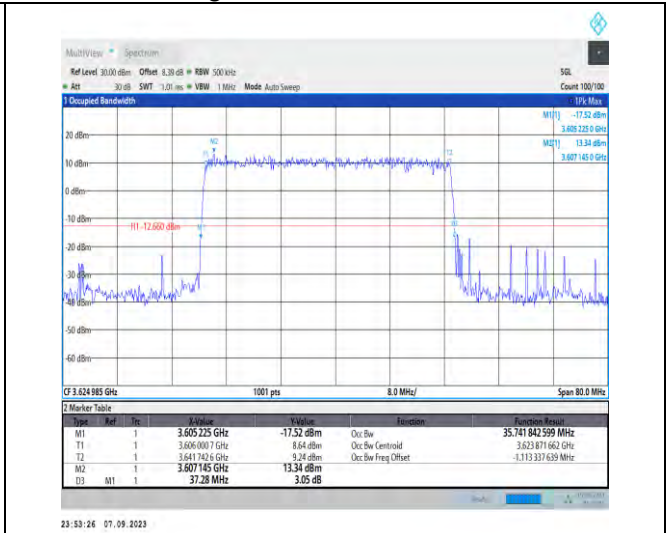 MultiView Spectrum
Ref Level 30.00 dBm Offset 8.39 dB RBW 500 kHz SGL
Att 30 dB SWT 1.01 ms VBW 1 MHz Mode Auto Sweep Count 100/100
1 Occupied Bandwidth 1Pk Max
M1[1] -17.52 dBm
3.605 225 0 GHz
M2[1] 13.34 dBm
3.607 145 0 GHz
20 dBm
M2
T1
T2
10 dBm
0 dBm
-10 dBm
H1 -12.660 dBm
M1
-20 dBm
-30 dBm
-40 dBm
-50 dBm
-60 dBm
CF 3.624 985 GHz 1001 pts 8.0 MHz/ Span 80.0 MHz
2 Marker Table
Type Ref Trc X-Value Y-Value Function Function Result
M1 1 3.605 225 GHz -17.52 dBm Occ Bw 35.741 842 599 MHz
T1 1 3.606 000 7 GHz 8.64 dBm Occ Bw Centroid 3.623 871 662 GHz
T2 1 3.641 742 6 GHz 9.24 dBm Occ Bw Freq Offset -1.113 337 639 MHz
M2 1 3.607 145 GHz 13.34 dBm
D3 M1 1 37.28 MHz 3.05 dB
23:53:26 07.09.2023